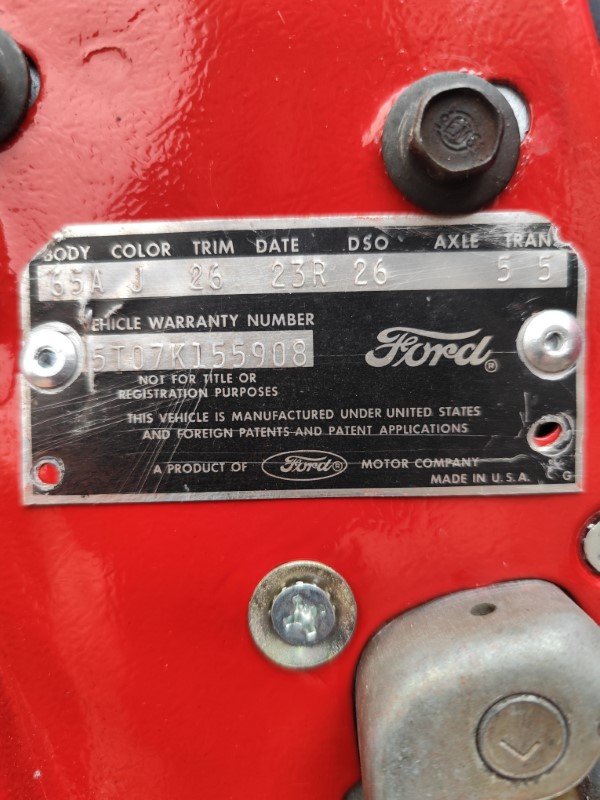 BODY COLOR TRIM DATE DSO AXLE TRANS
65A J 26 23R 26 5 5
VEHICLE WARRANTY NUMBER
5T07K155908
Ford®
NOT FOR TITLE OR
REGISTRATION PURPOSES
THIS VEHICLE IS MANUFACTURED UNDER UNITED STATES
AND FOREIGN PATENTS AND PATENT APPLICATIONS
A PRODUCT OF Ford® MOTOR COMPANY
MADE IN U.S.A. G